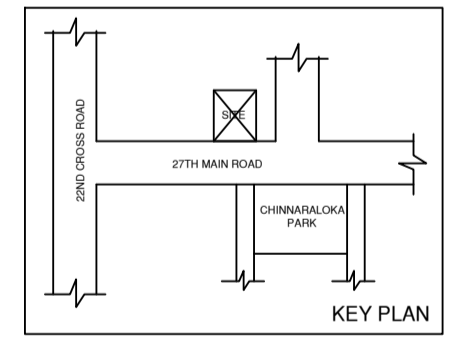 SITE
22ND CROSS ROAD
27TH MAIN ROAD
CHINNARALOKA
PARK
KEY PLAN